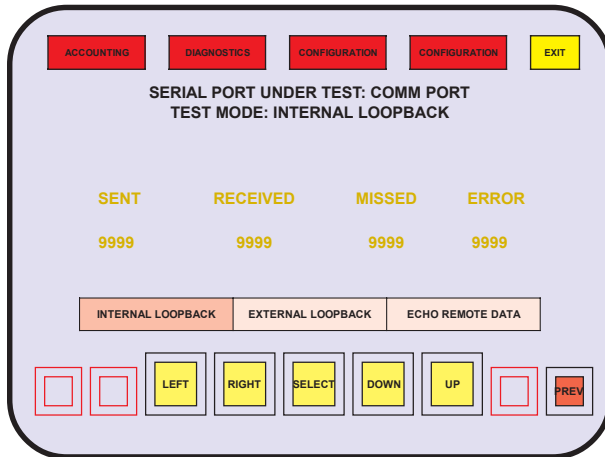 ACCOUNTING DIAGNOSTICS CONFIGURATION CONFIGURATION EXIT
SERIAL PORT UNDER TEST: COMM PORT
TEST MODE: INTERNAL LOOPBACK
SENT RECEIVED MISSED ERROR
9999 9999 9999 9999
INTERNAL LOOPBACK EXTERNAL LOOPBACK ECHO REMOTE DATA
LEFT RIGHT SELECT DOWN UP PREV